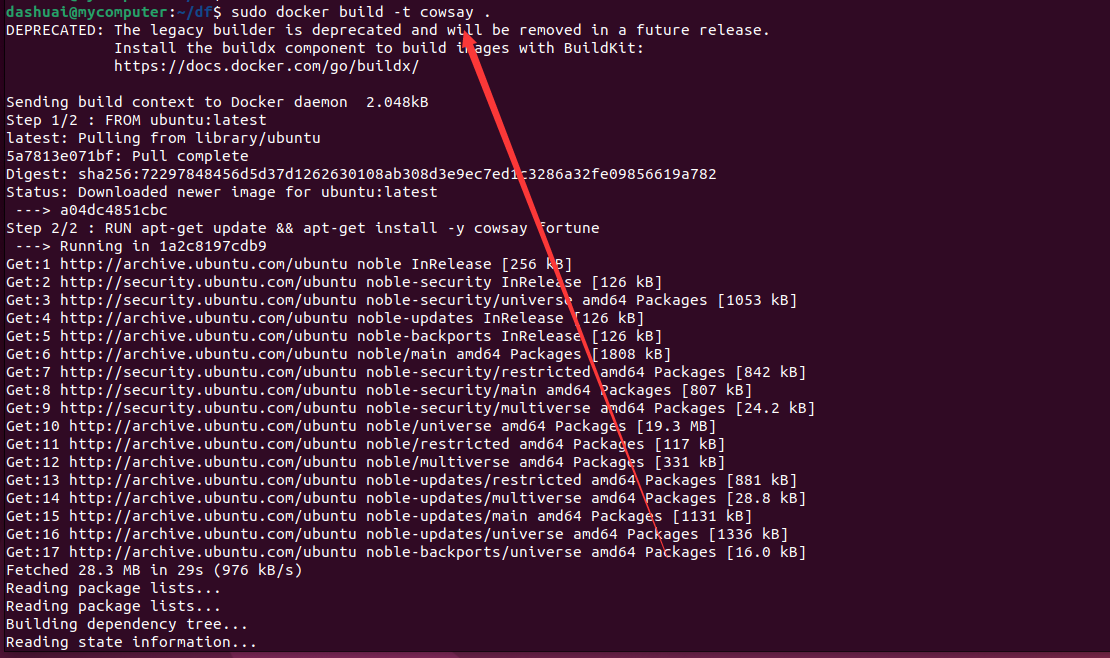 dashuai@mycomputer:~/df$ sudo docker build -t cowsay .
DEPRECATED: The legacy builder is deprecated and will be removed in a future release.
            Install the buildx component to build images with BuildKit:
            https://docs.docker.com/go/buildx/
Sending build context to Docker daemon  2.048kB
Step 1/2 : FROM ubuntu:latest
latest: Pulling from library/ubuntu
5a7813e071bf: Pull complete
Digest: sha256:72297848456d5d37d1262630108ab308d3e9ec7ed1c3286a32fe09856619a782
Status: Downloaded newer image for ubuntu:latest
 ---> a04dc4851cbc
Step 2/2 : RUN apt-get update && apt-get install -y cowsay fortune
 ---> Running in 1a2c8197cdb9
Get:1 http://archive.ubuntu.com/ubuntu noble InRelease [256 kB]
Get:2 http://security.ubuntu.com/ubuntu noble-security InRelease [126 kB]
Get:3 http://security.ubuntu.com/ubuntu noble-security/universe amd64 Packages [1053 kB]
Get:4 http://archive.ubuntu.com/ubuntu noble-updates InRelease [126 kB]
Get:5 http://archive.ubuntu.com/ubuntu noble-backports InRelease [126 kB]
Get:6 http://archive.ubuntu.com/ubuntu noble/main amd64 Packages [1808 kB]
Get:7 http://security.ubuntu.com/ubuntu noble-security/restricted amd64 Packages [842 kB]
Get:8 http://security.ubuntu.com/ubuntu noble-security/main amd64 Packages [807 kB]
Get:9 http://security.ubuntu.com/ubuntu noble-security/multiverse amd64 Packages [24.2 kB]
Get:10 http://archive.ubuntu.com/ubuntu noble/universe amd64 Packages [19.3 MB]
Get:11 http://archive.ubuntu.com/ubuntu noble/restricted amd64 Packages [117 kB]
Get:12 http://archive.ubuntu.com/ubuntu noble/multiverse amd64 Packages [331 kB]
Get:13 http://archive.ubuntu.com/ubuntu noble-updates/restricted amd64 Packages [881 kB]
Get:14 http://archive.ubuntu.com/ubuntu noble-updates/multiverse amd64 Packages [28.8 kB]
Get:15 http://archive.ubuntu.com/ubuntu noble-updates/main amd64 Packages [1131 kB]
Get:16 http://archive.ubuntu.com/ubuntu noble-updates/universe amd64 Packages [1336 kB]
Get:17 http://archive.ubuntu.com/ubuntu noble-backports/universe amd64 Packages [16.0 kB]
Fetched 28.3 MB in 29s (976 kB/s)
Reading package lists...
Reading package lists...
Building dependency tree...
Reading state information...